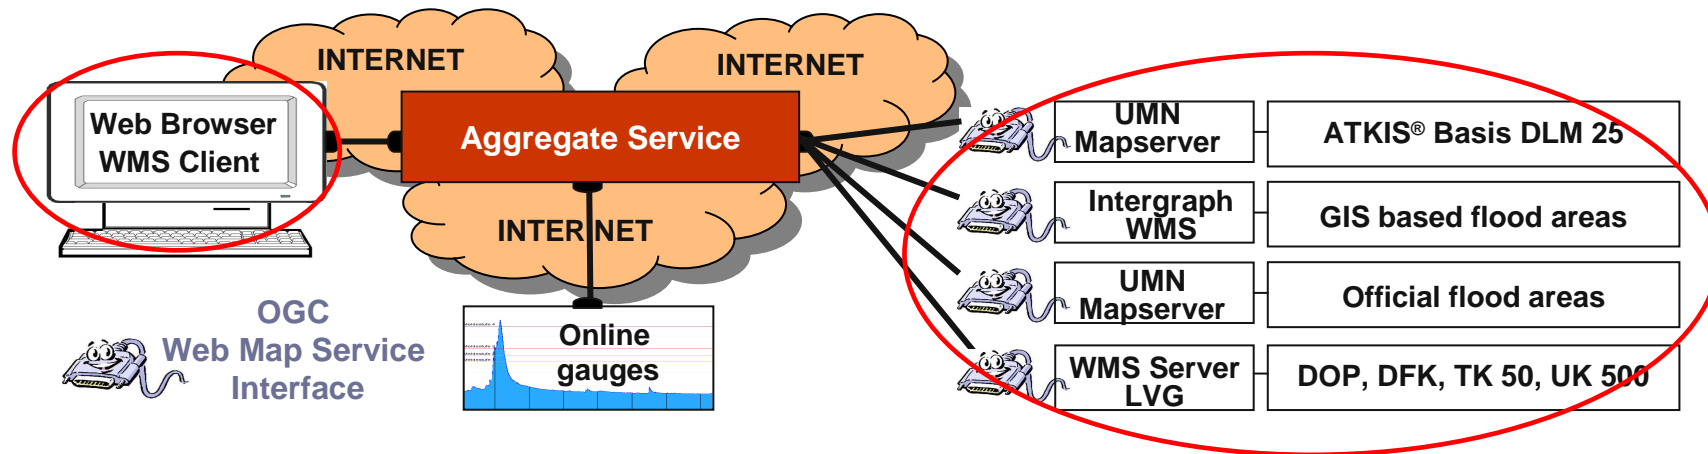 INTERNET
INTERNET
Web Browser
WMS Client
Aggregate Service
INTERNET
UMN
Mapserver
ATKIS® Basis DLM 25
Intergraph
WMS
GIS based flood areas
UMN
Mapserver
Official flood areas
WMS Server
LVG
DOP, DFK, TK 50, UK 500
OGC
Web Map Service
Interface
Online
gauges